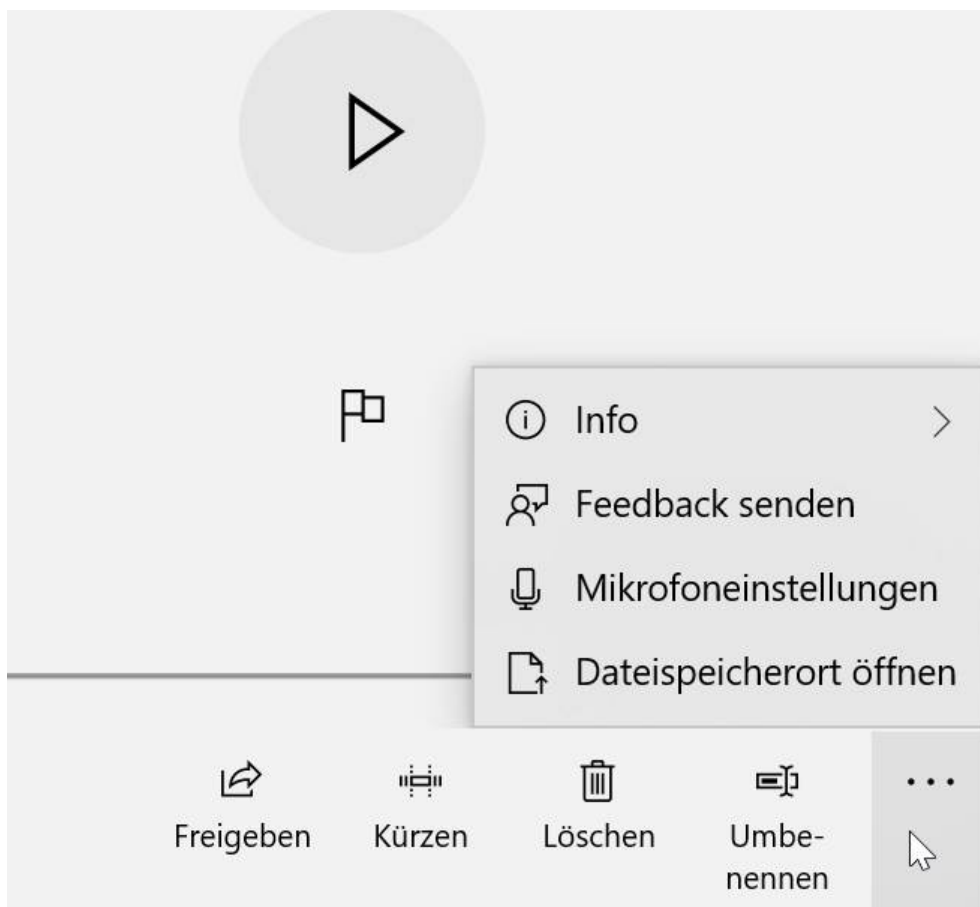 Info
Feedback senden
Mikrofoneinstellungen
Dateispeicherort öffnen
Freigeben
Kürzen
Löschen
Umbe-
nennen